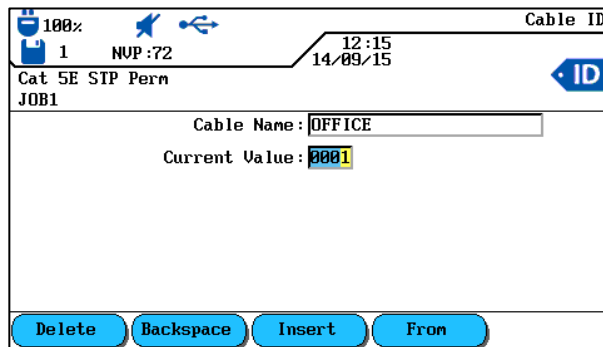 100% Cable ID
1 NVP:72 12:15
14/09/15
Cat 5E STP Perm ID
JOB1
Cable Name: OFFICE
Current Value: 0001
Delete Backspace Insert From